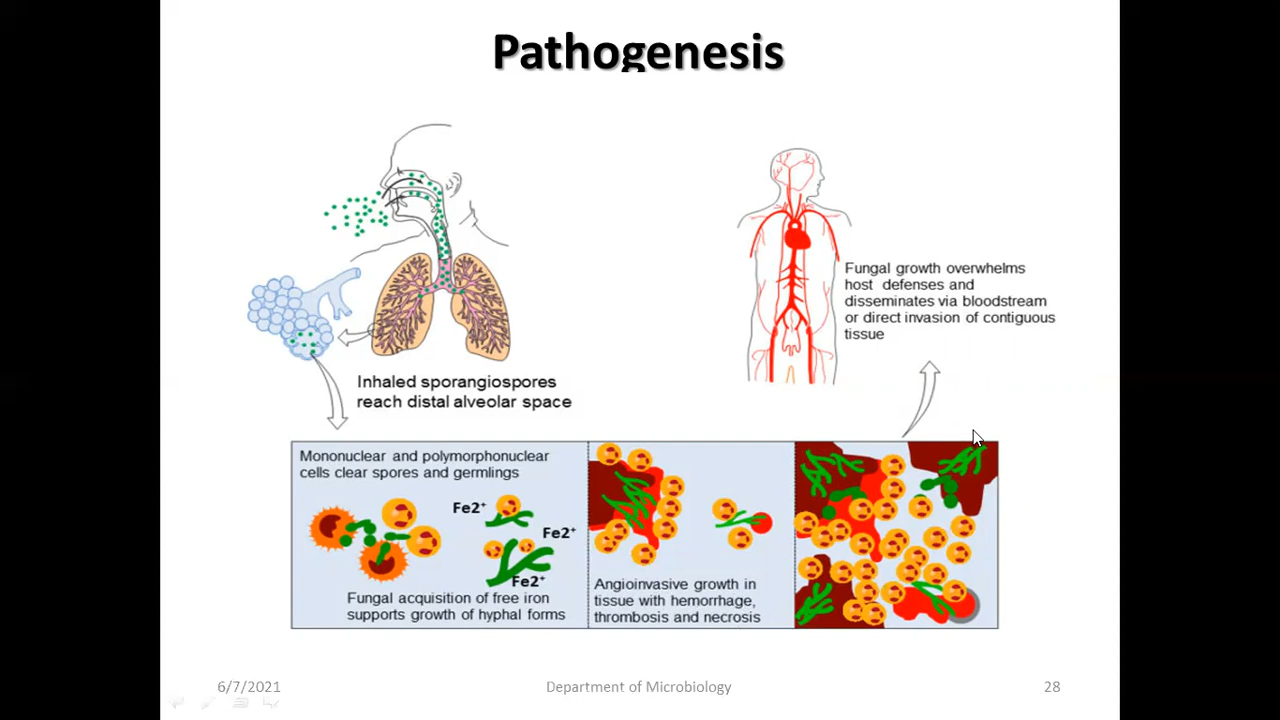 Pathogenesis
Fungal growth overwhelms
host defenses and
disseminates via bloodstream
or direct invasion of contiguous
tissue
Inhaled sporangiospores
reach distal alveolar space
Mononuclear and polymorphonuclear
cells clear spores and germlings
Fe2⁺
Fe2⁺
Fe2⁺
Fungal acquisition of free iron
supports growth of hyphal forms
Angioinvasive growth in
tissue with hemorrhage,
thrombosis and necrosis
6/7/2021
Department of Microbiology
28